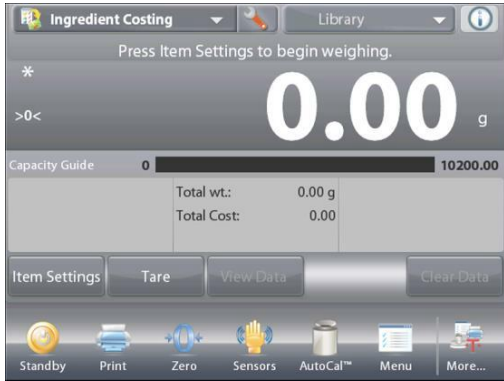 Ingredient Costing Library
Press Item Settings to begin weighing.
*
>0<
0.00 g
Capacity Guide 0 10200.00
Total wt.: 0.00 g
Total Cost: 0.00
Item Settings Tare View Data Clear Data
Standby Print Zero Sensors AutoCal™ Menu More...